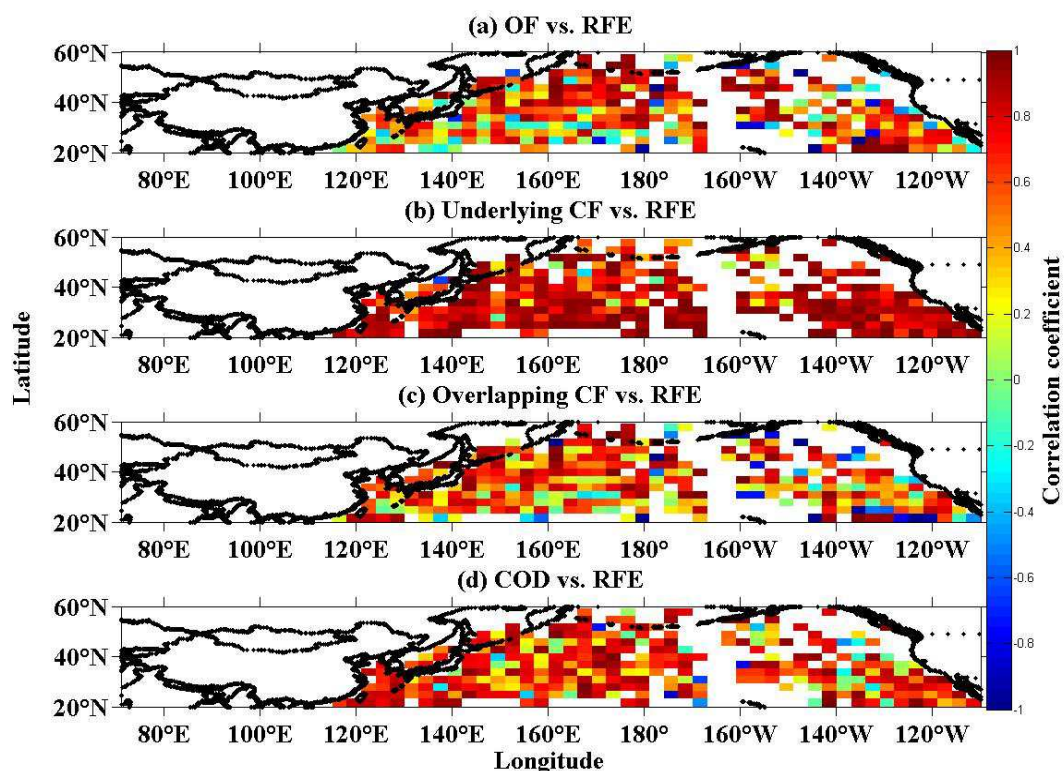 (a) OF vs. RFE
60°N
40°N
20°N
80°E 100°E 120°E 140°E 160°E 180° 160°W 140°W 120°W
(b) Underlying CF vs. RFE
60°N
40°N
20°N
80°E 100°E 120°E 140°E 160°E 180° 160°W 140°W 120°W
(c) Overlapping CF vs. RFE
60°N
40°N
20°N
80°E 100°E 120°E 140°E 160°E 180° 160°W 140°W 120°W
(d) COD vs. RFE
60°N
40°N
20°N
80°E 100°E 120°E 140°E 160°E 180° 160°W 140°W 120°W
Longitude
Latitude
1
0.8
0.6
0.4
0.2
0
-0.2
-0.4
-0.6
-0.8
-1
Correlation coefficient